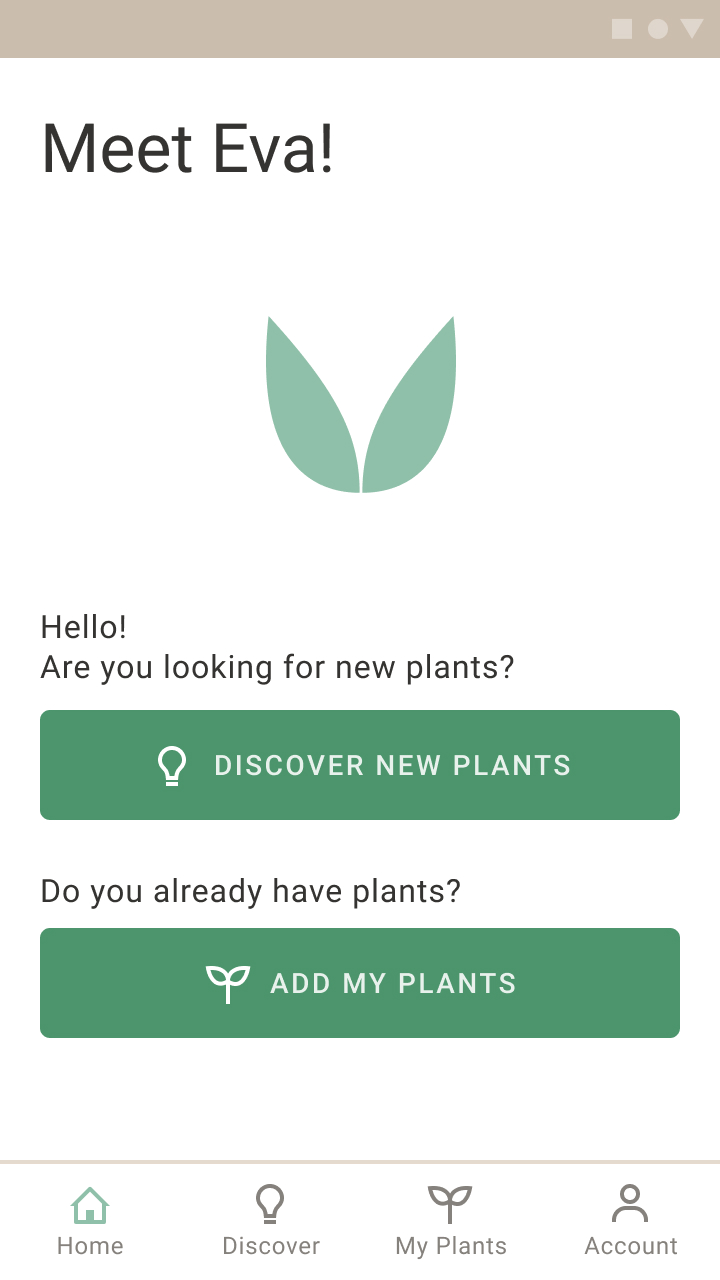 Meet Eva!
Hello!
Are you looking for new plants?
DISCOVER NEW PLANTS
Do you already have plants?
ADD MY PLANTS
Home
Discover
My Plants
Account